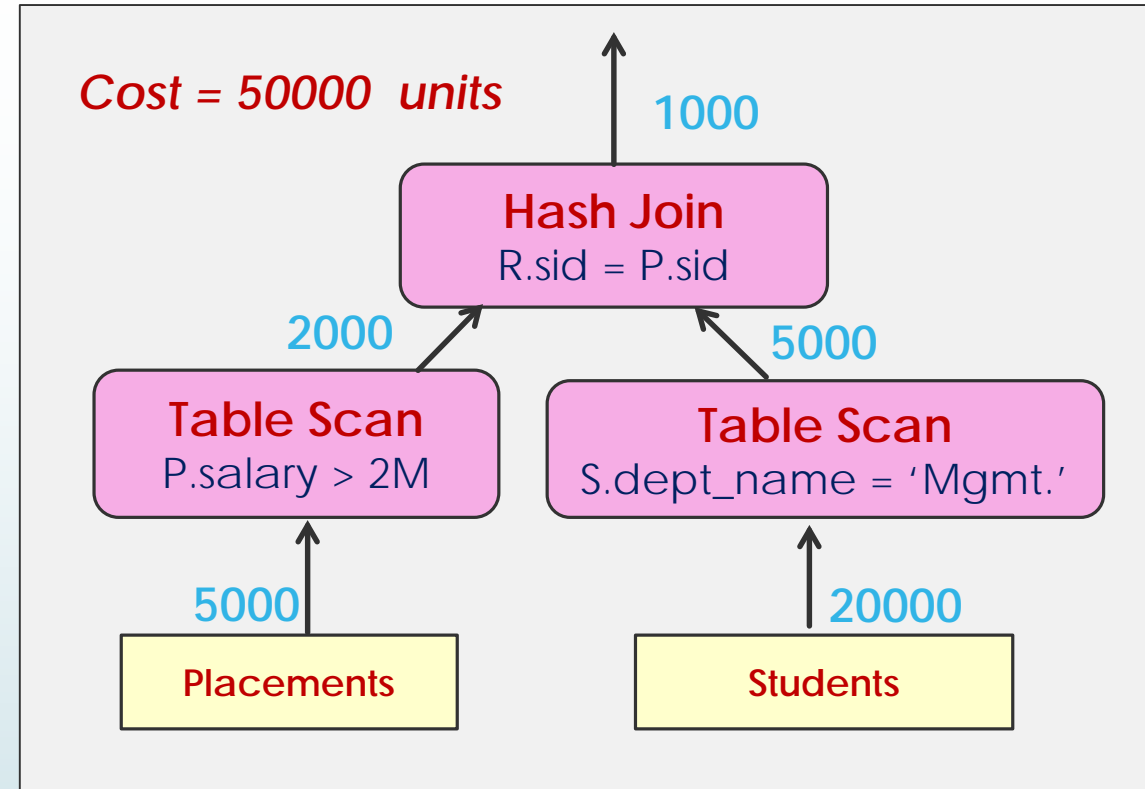 Cost = 50000 units
1000
Hash Join
R.sid = P.sid
2000
5000
Table Scan
P.salary > 2M
Table Scan
S.dept_name = ‘Mgmt.’
5000
20000
Placements
Students